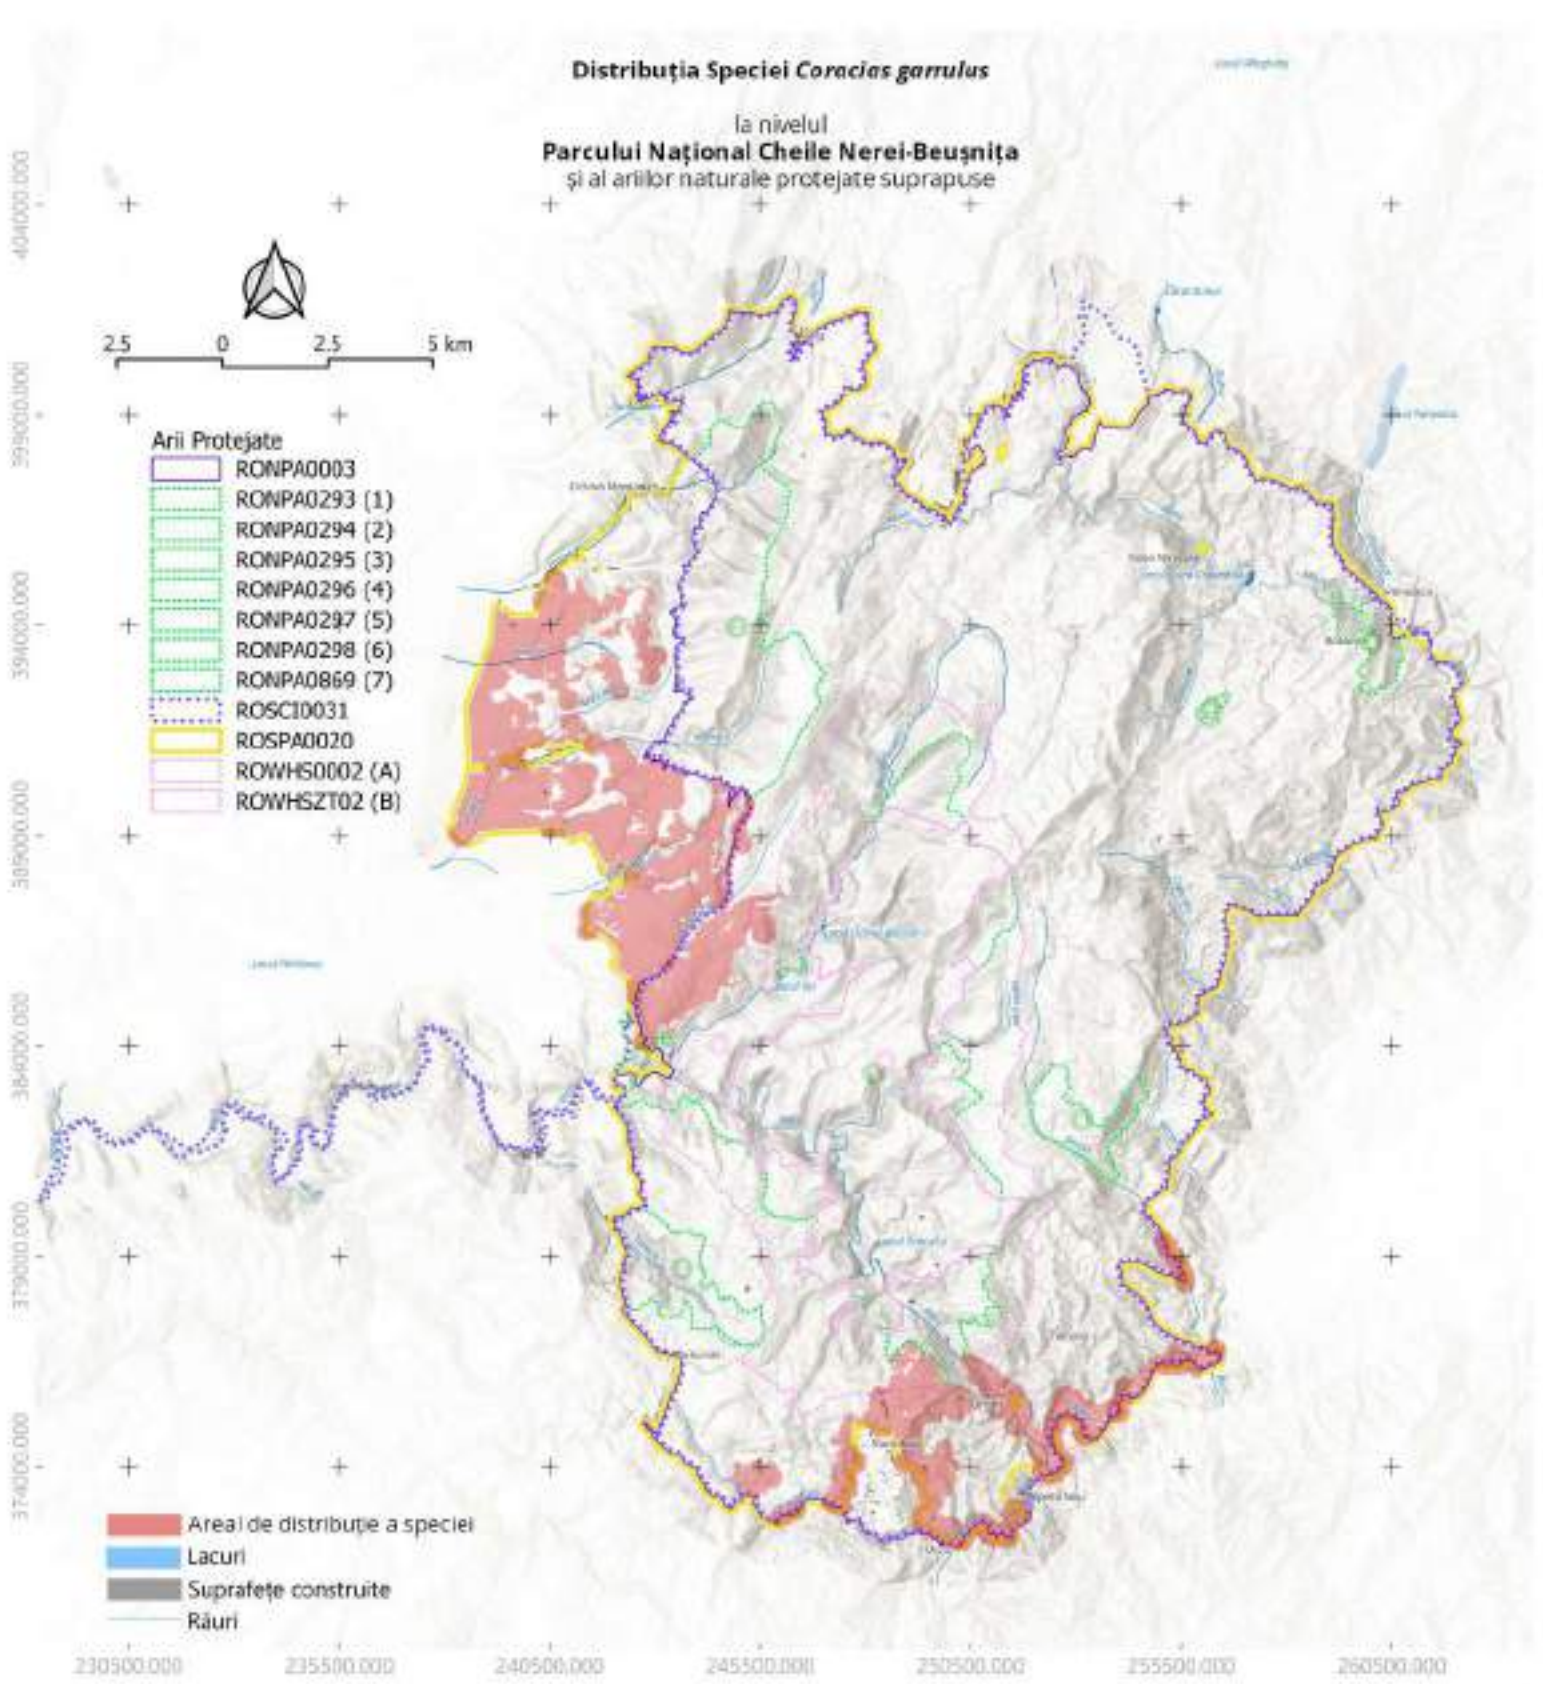 Distribuția Speciei Coracias garrulus
la nivelul
Parcului Național Cheile Nerei-Beușnița
și al ariilor naturale protejate suprapuse
404000.000
399000.000
394000.000
389000.000
384000.000
379000.000
374000.000
2.5 0 2.5 5 km
Arii Protejate
RONPA0003
RONPA0293 (1)
RONPA0294 (2)
RONPA0295 (3)
RONPA0296 (4)
RONPA0297 (5)
RONPA0298 (6)
RONPA0869 (7)
ROSCI0031
ROSPA0020
ROWHS0002 (A)
ROWHSZT02 (B)
Areal de distribuție a speciei
Lacuri
Suprafețe construite
Râuri
230500.000 235500.000 240500.000 245500.000 250500.000 255500.000 260500.000